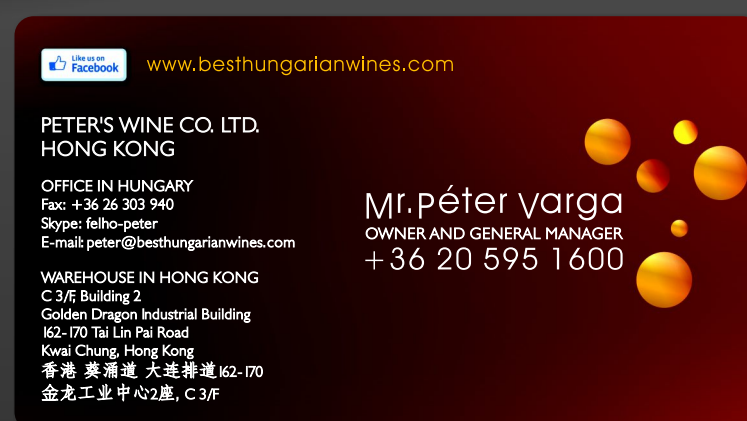 Like us on
Facebook
www.besthungarianwines.com
PETER'S WINE CO. LTD.
HONG KONG
OFFICE IN HUNGARY
Fax: +36 26 303 940
Skype: felho-peter
E-mail: peter@besthungarianwines.com
WAREHOUSE IN HONG KONG
C 3/F, Building 2
Golden Dragon Industrial Building
162-170 Tai Lin Pai Road
Kwai Chung, Hong Kong
香港 葵涌道 大连排道162-170
金龙工业中心2座, C 3/F
Mr. Péter Varga
OWNER AND GENERAL MANAGER
+36 20 595 1600